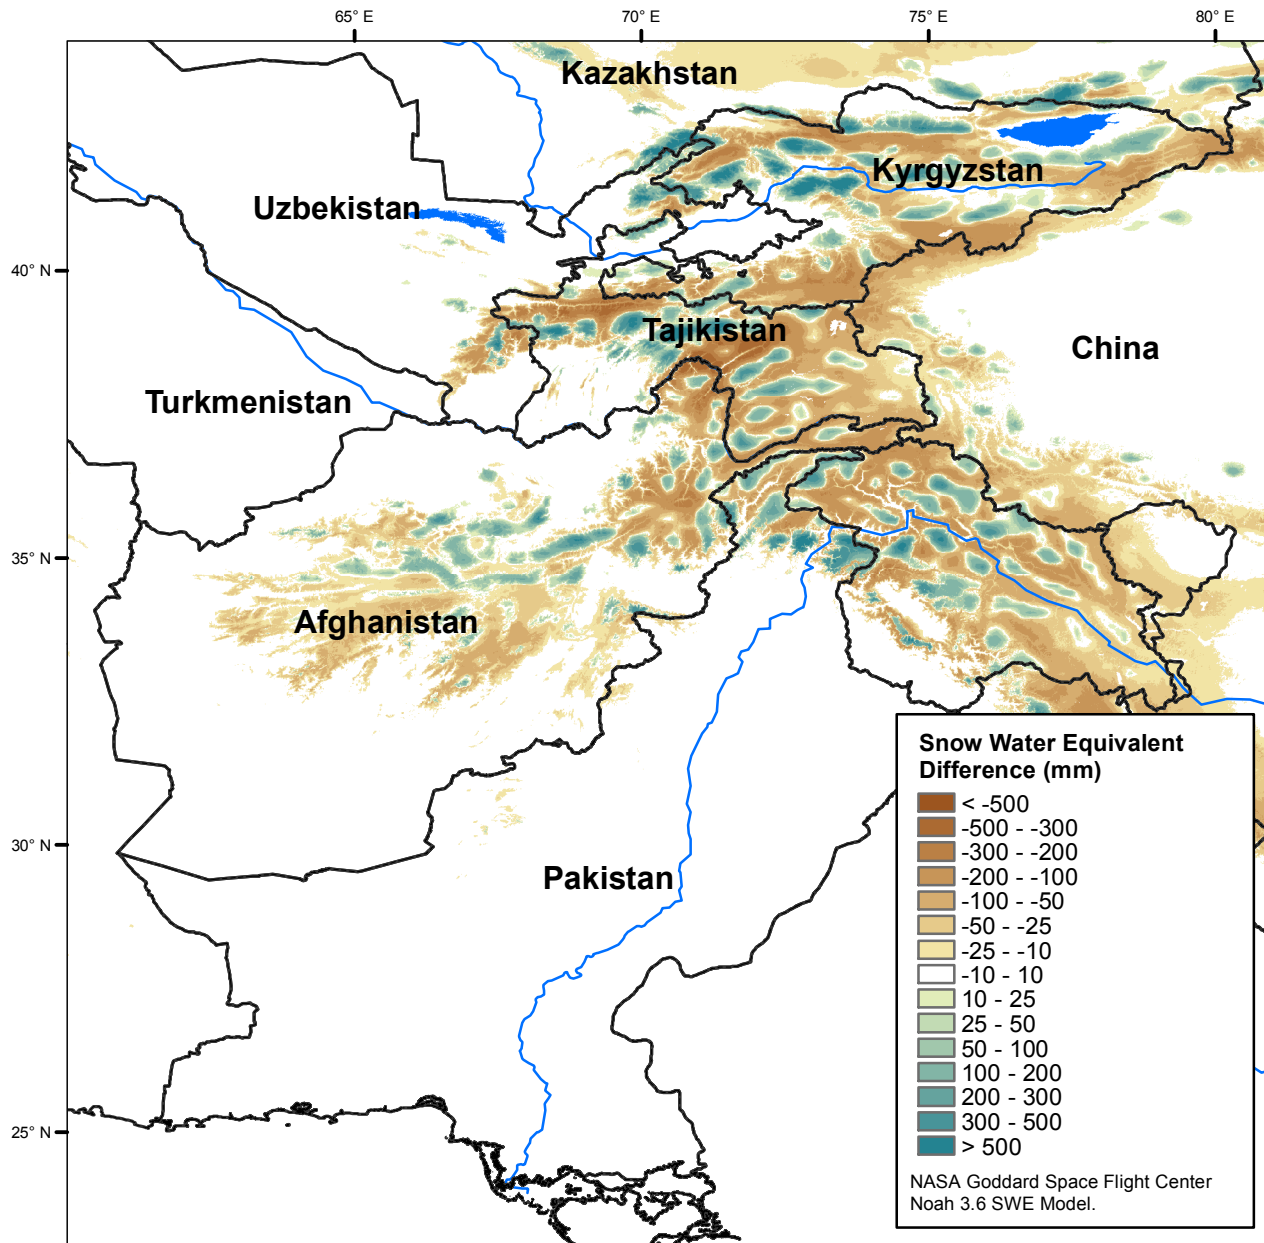 65° E
70° E
75° E
80° E
Kazakhstan
Kyrgyzstan
Uzbekistan
40° N
Tajikistan
China
Turkmenistan
35° N
Afghanistan
Snow Water Equivalent
Difference (mm)
< -500
-500 - -300
-300 - -200
-200 - -100
-100 - -50
-50 - -25
-25 - -10
-10 - 10
10 - 25
25 - 50
50 - 100
100 - 200
200 - 300
300 - 500
> 500
30° N
Pakistan
25° N
NASA Goddard Space Flight Center
Noah 3.6 SWE Model.